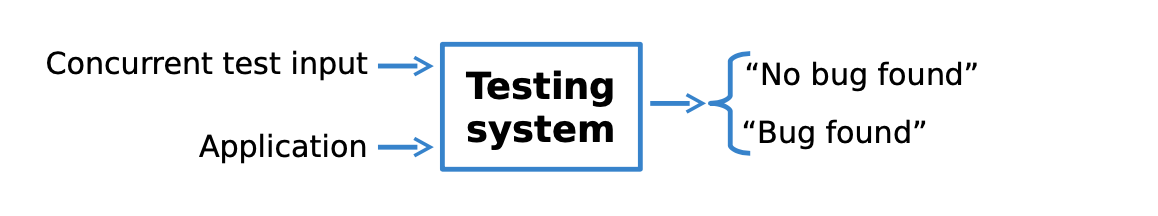 Concurrent test input
Application
Testing
system
“No bug found”
“Bug found”